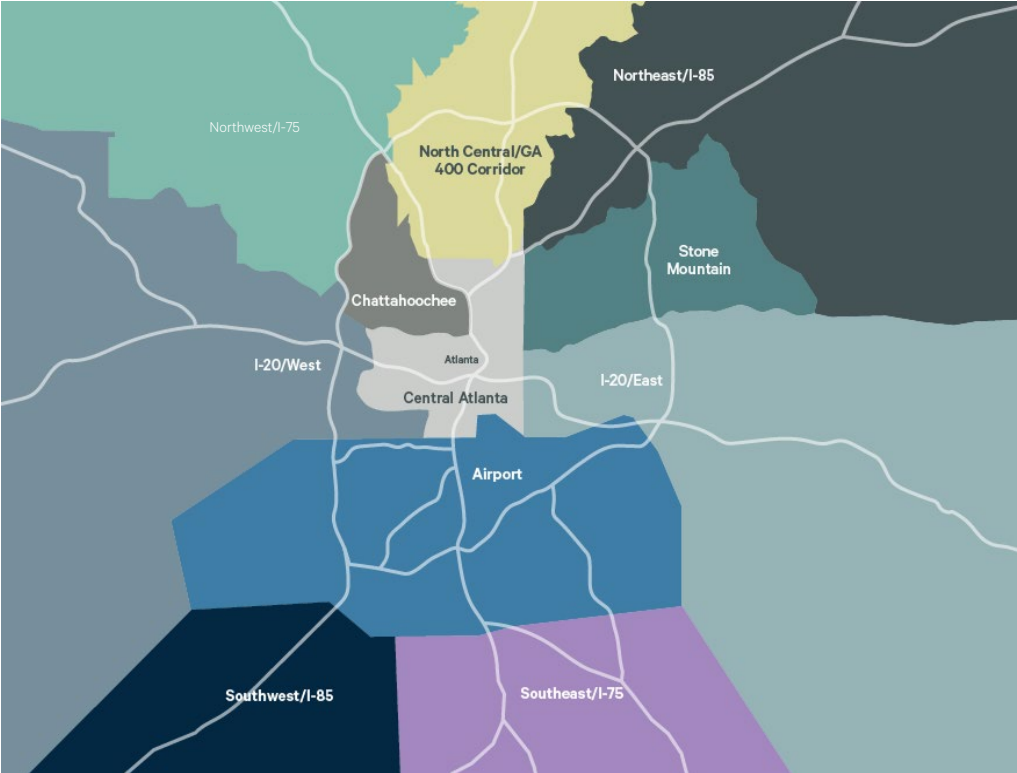 Northeast/I-85
Northwest/I-75
North Central/GA
400 Corridor
Stone
Mountain
Chattahoochee
Atlanta
I-20/West
I-20/East
Central Atlanta
Airport
Southwest/I-85
Southeast/I-75